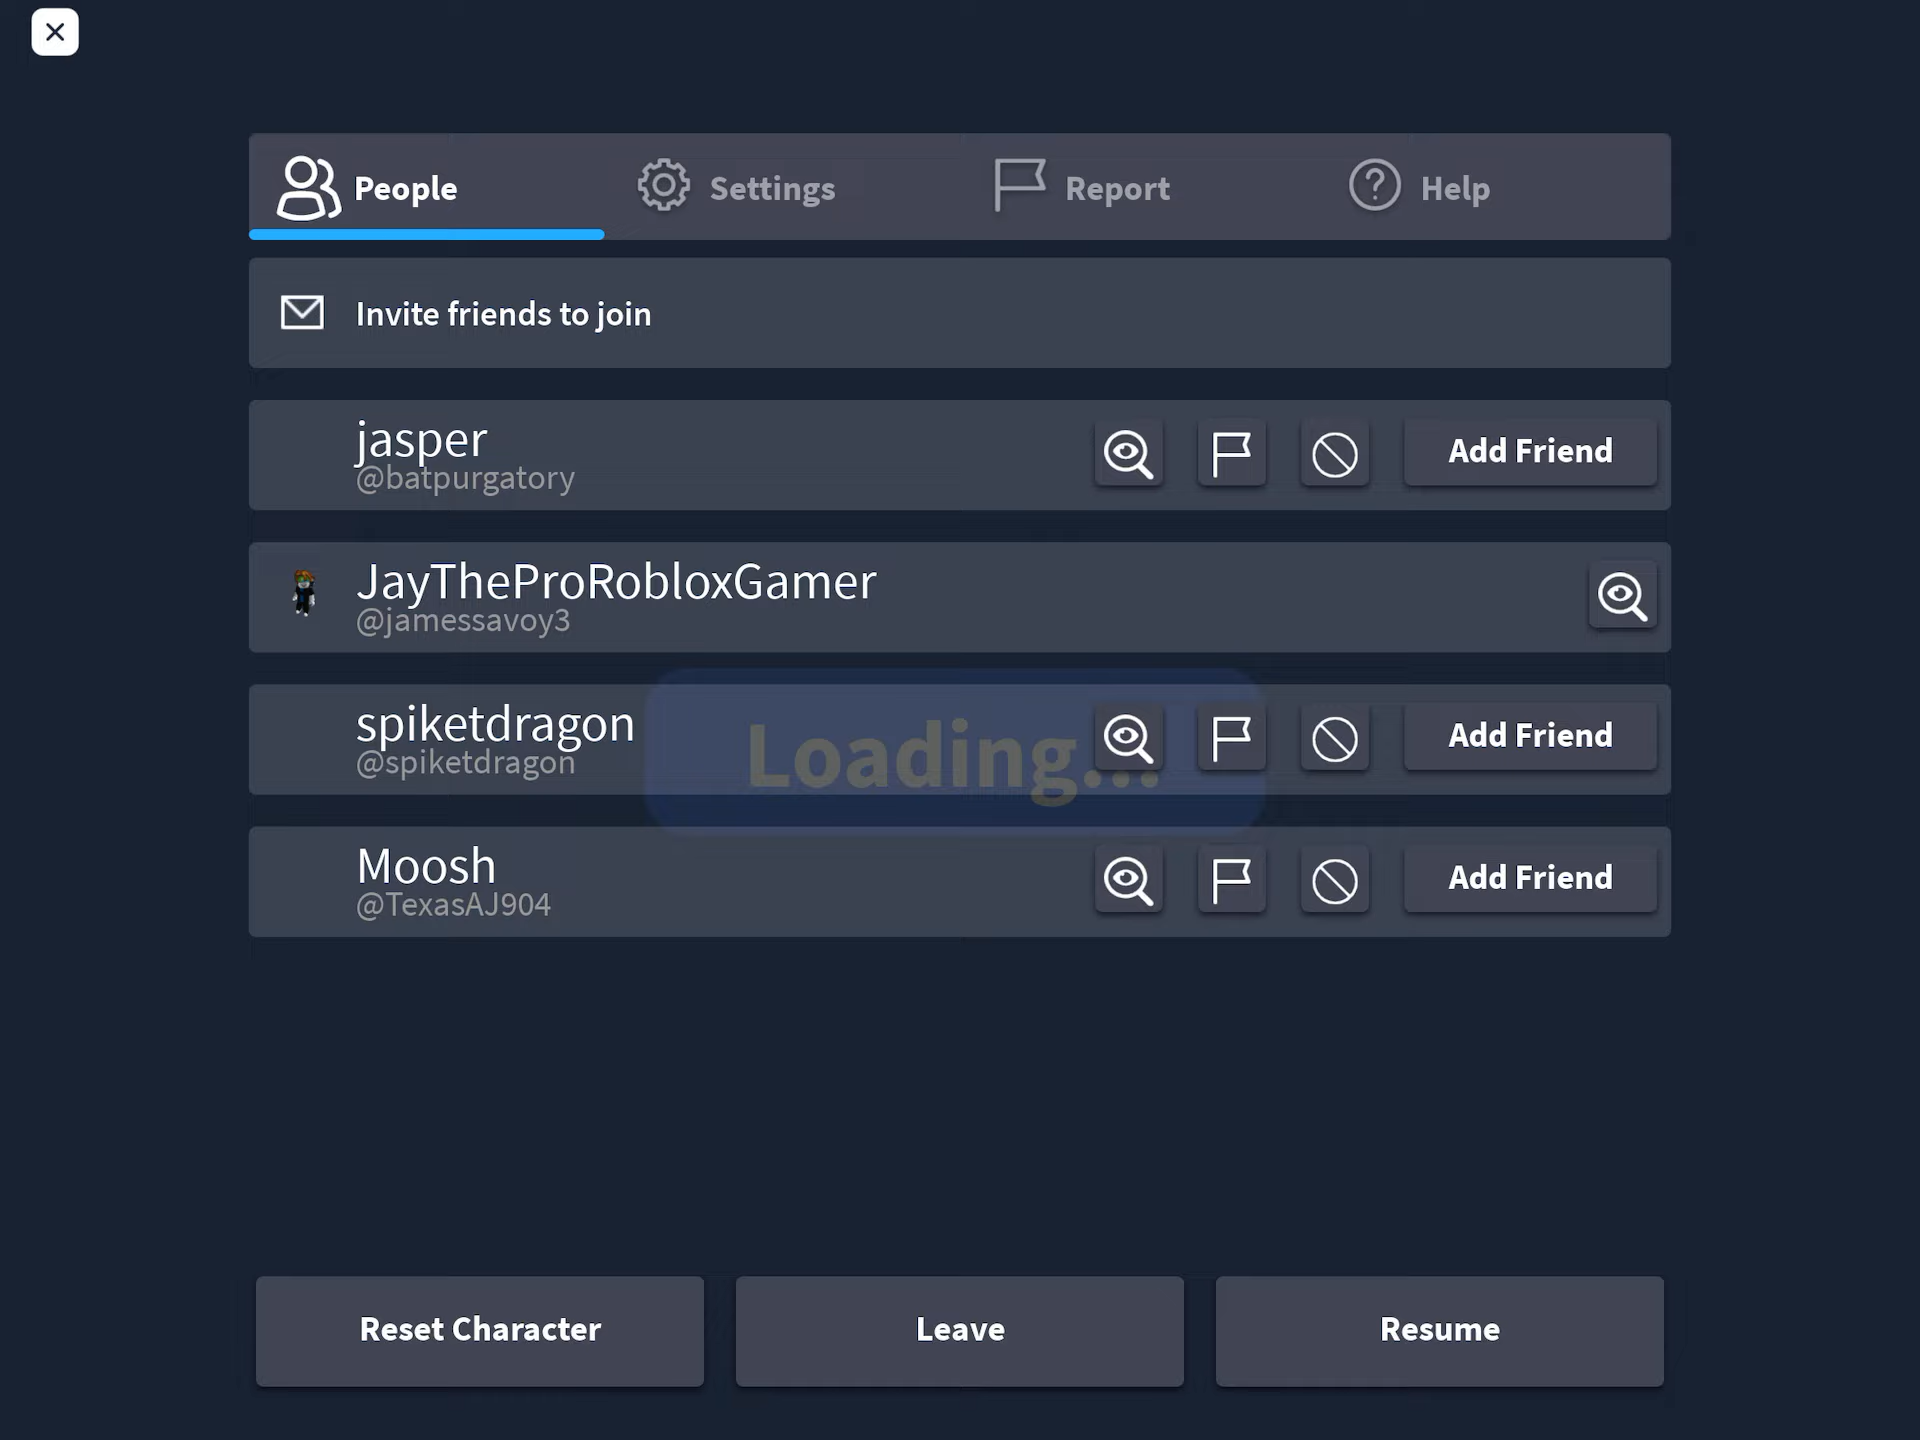 People
Settings
Report
Help
Invite friends to join
jasper
@batpurgatory
Add Friend
JayTheProRobloxGamer
@jamessavoy3
spiketdragon
@spiketdragon
Loading...
Add Friend
Moosh
@TexasAJ904
Add Friend
Reset Character
Leave
Resume